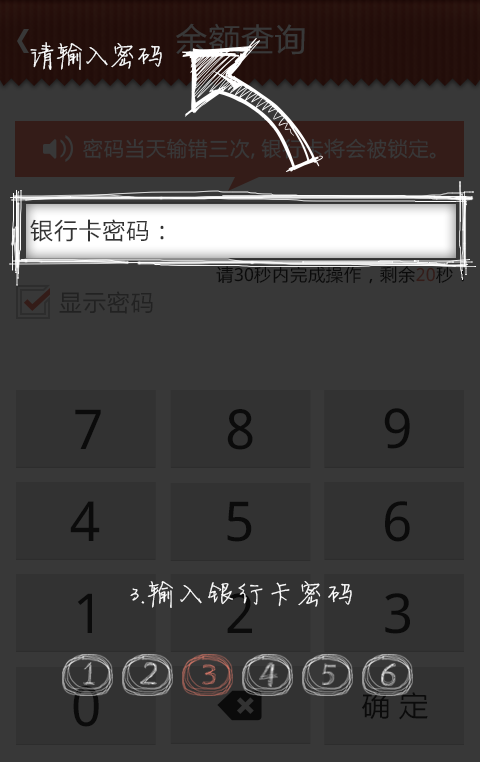 余额查询
请输入密码
密码当天输错三次, 银行卡将会被锁定。
银行卡密码：
请30秒内完成操作，剩余20秒
显示密码
7 8 9
4 5 6
3.输入银行卡密码
1 2 3
1 2 3 4 5 6
0 确 定